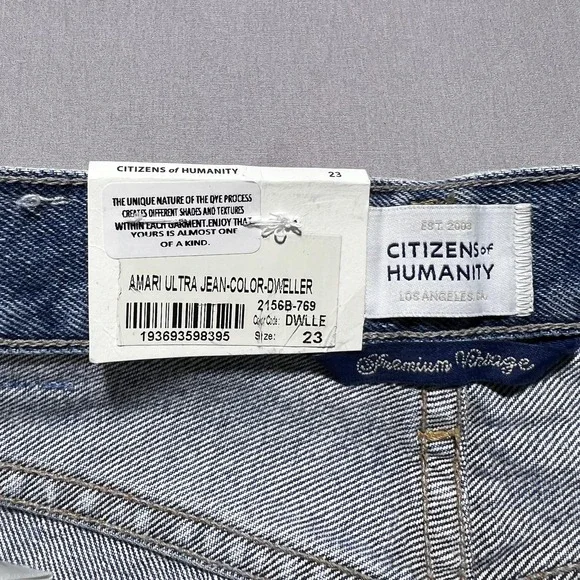 CITIZENS of HUMANITY
23
THE UNIQUE NATURE OF THE DYE PROCESS
CREATES DIFFERENT SHADES AND TEXTURES
WITHIN EACH GARMENT. ENJOY THAT
YOURS IS ALMOST ONE
OF A KIND.
AMARI ULTRA JEAN-COLOR-DWELLER
2156B-769
Color Code: DWLLE
193693598395
Size: 23
EST. 2003
CITIZENS of
HUMANITY
LOS ANGELES, CA.
Premium Vintage